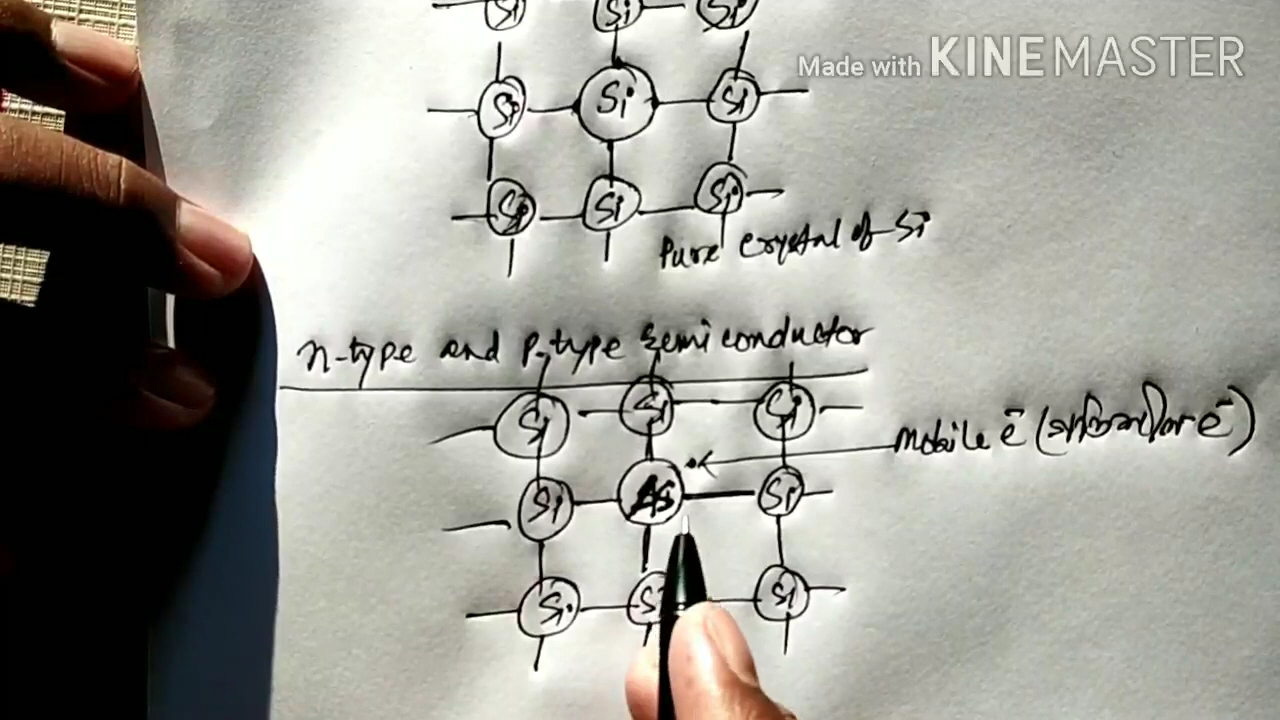 Si Si Si
Made with KINEMASTER
Si Si Si
Si Si Si
Pure crystal of Si
n-type and P-type semiconductor
Si Si Si
mobile e⁻ ( e⁻)
Si As Si
Si S Si